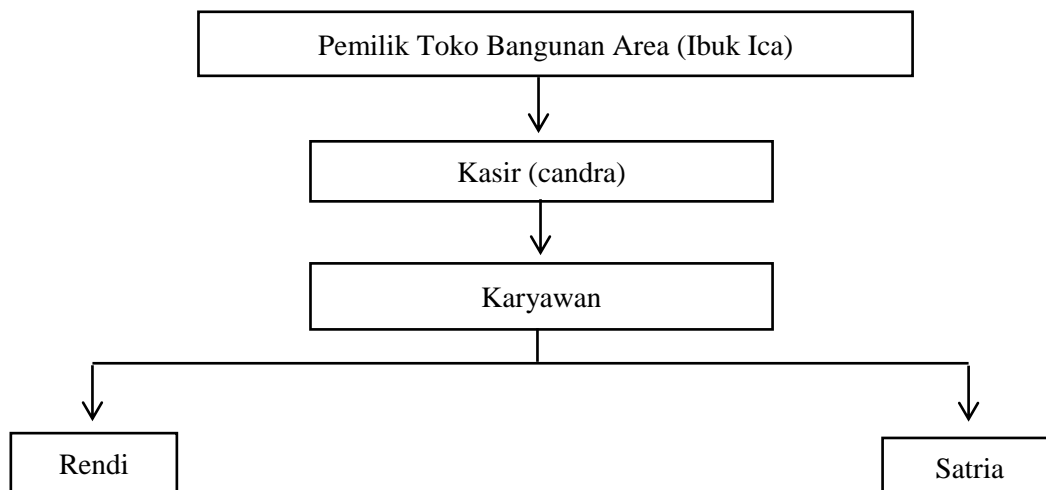 Pemilik Toko Bangunan Area (Ibuk Ica)
Kasir (candra)
Karyawan
Rendi
Satria